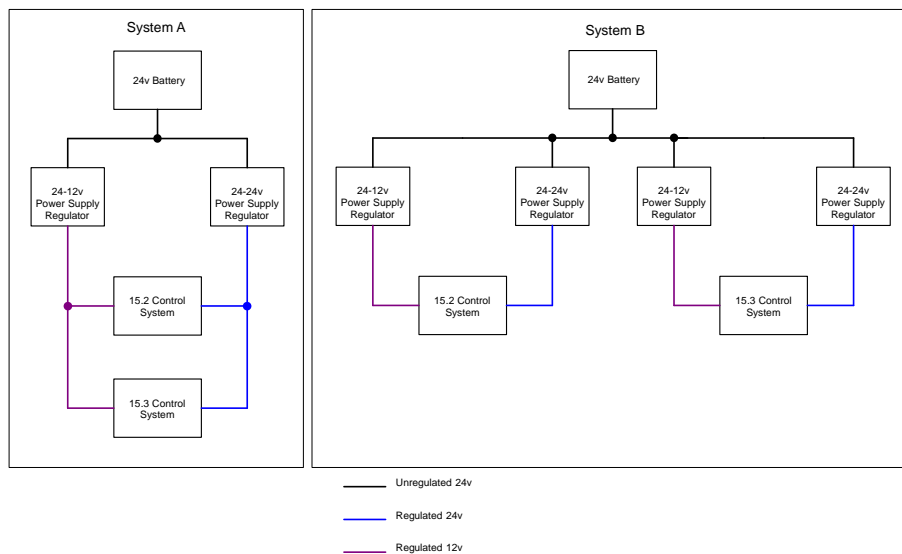 System A
24v Battery
24-12v
Power Supply
Regulator
24-24v
Power Supply
Regulator
15.2 Control
System
15.3 Control
System
System B
24v Battery
24-12v
Power Supply
Regulator
24-24v
Power Supply
Regulator
24-12v
Power Supply
Regulator
24-24v
Power Supply
Regulator
15.2 Control
System
15.3 Control
System
Unregulated 24v
Regulated 24v
Regulated 12v